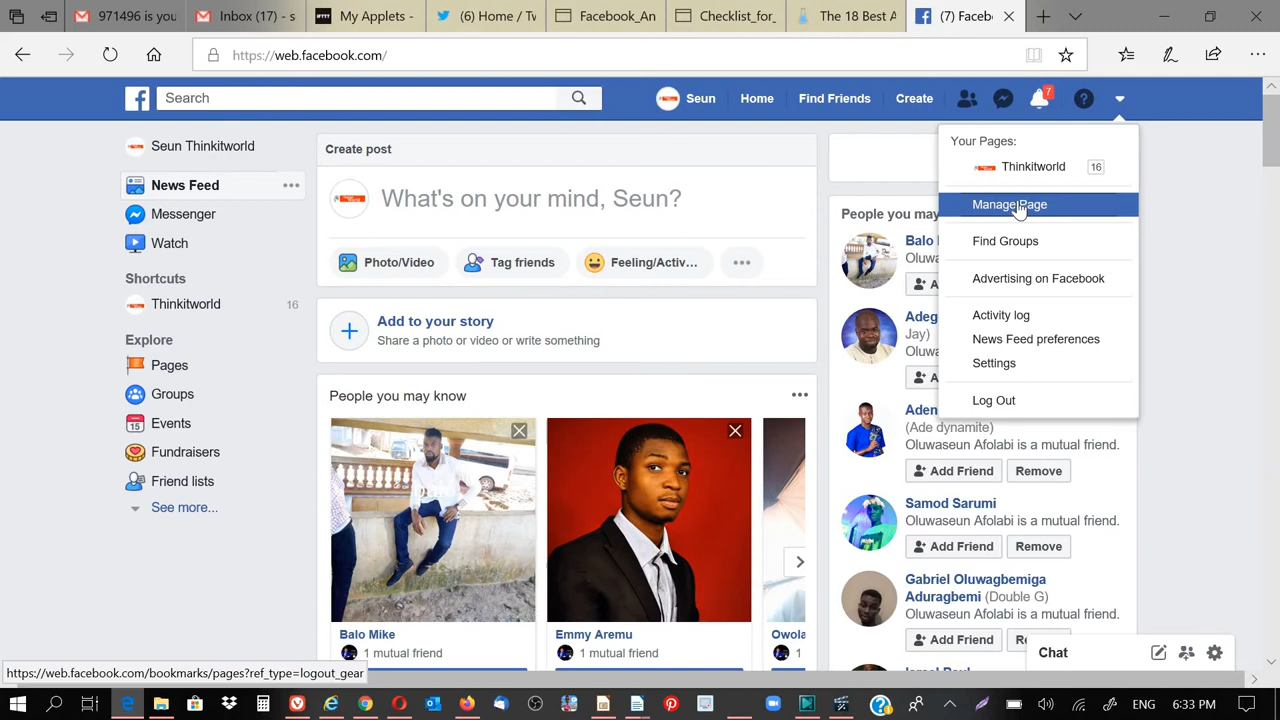 971496 is you
Inbox (17) - s
My Applets -
(6) Home / Tw
Facebook_An
Checklist_for_
The 18 Best A
(7) Faceb
https://web.facebook.com/
Search
Seun
Home
Find Friends
Create
7
Seun Thinkitworld
News Feed
Messenger
Watch
Shortcuts
Thinkitworld
16
Explore
Pages
Groups
Events
Fundraisers
Friend lists
See more...
Create post
What's on your mind, Seun?
Photo/Video
Tag friends
Feeling/Activ...
Add to your story
Share a photo or video or write something
People you may know
Balo Mike
1 mutual friend
Emmy Aremu
1 mutual friend
Owola
1
Your Pages:
Thinkitworld
16
Manage Page
Find Groups
Advertising on Facebook
Activity log
News Feed preferences
Settings
Log Out
People you may
Balo
Oluwa
A
Adeg
Jay)
Oluwa
A
Aden
(Ade dynamite)
Oluwaseun Afolabi is a mutual friend.
Add Friend
Remove
Samod Sarumi
Oluwaseun Afolabi is a mutual friend.
Add Friend
Remove
Gabriel Oluwagbemiga
Aduragbemi (Double G)
Oluwaseun Afolabi is a mutual friend.
Add Friend
Re
Chat
https://web.facebook.com/bookmarks/pages?ref_type=logout_gear
ENG
6:33 PM